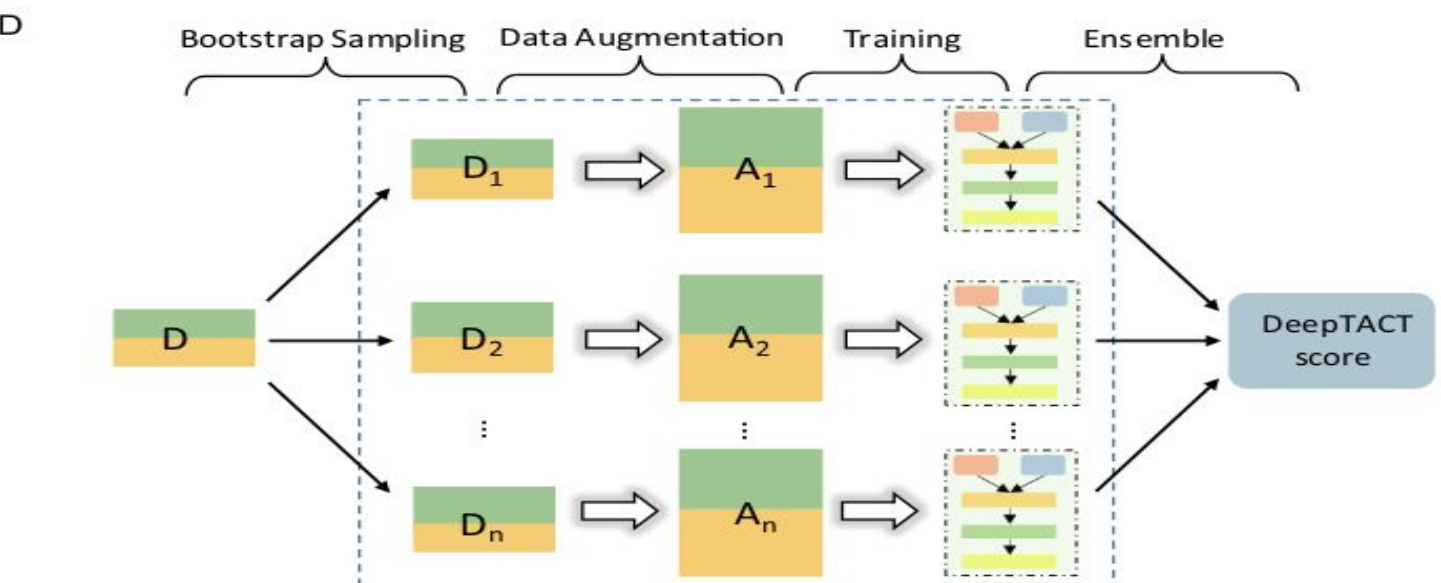 D
Bootstrap Sampling Data Augmentation Training Ensemble
D₁ A₁
D D₂ A₂
DeepTACT
score
⋮ ⋮ ⋮
Dₙ Aₙ